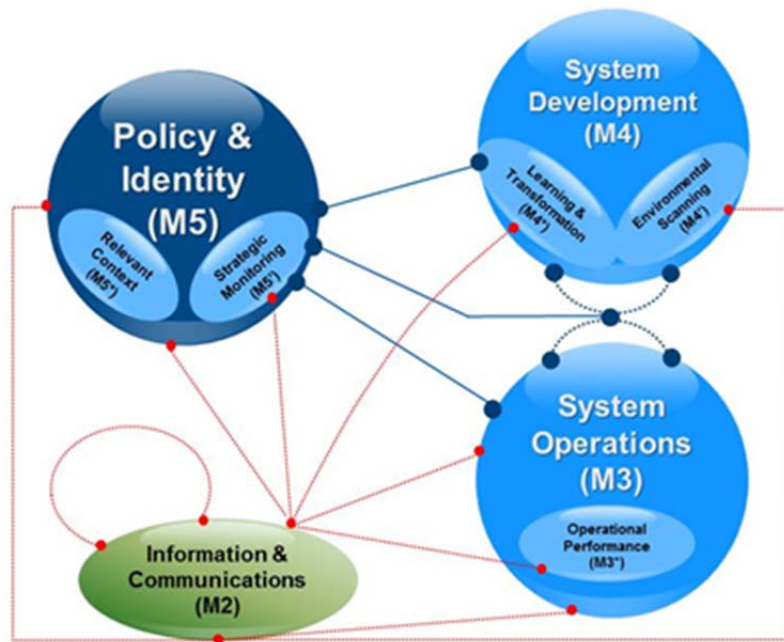 Policy &
Identity
(M5)
Relevant
Context
(M5*)
Strategic
Monitoring
(M5')
System
Development
(M4)
Learning &
Transformation
(M4*)
Environmental
Scanning
(M4')
System
Operations
(M3)
Operational
Performance
(M3*)
Information &
Communications
(M2)